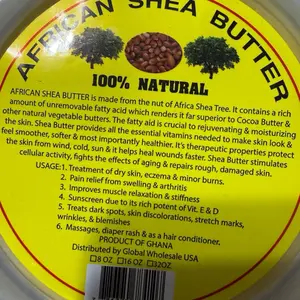 AFRICAN SHEA BUTTER
100% NATURAL
AFRICAN SHEA BUTTER is made from the nut of Africa Shea Tree. It contains a rich
amount of unremovable fatty acid which renders it far superior to Cocoa Butter &
other natural vegetable butters. The fatty acid is crucial to rejuvenating & moisturizing
the skin. Shea Butter provides all the essential vitamins needed to make skin look &
feel smoother, softer & most importantly healthier. It's therapeutic properties protect
the skin from wind, cold, sun & it helps heal wounds faster. Shea Butter stimulates
cellular activity, fights the effects of aging & repairs rough, damaged skin.
USAGE:1. Treatment of dry skin, eczema & minor burns.
2. Pain relief from swelling & arthritis
3. Improves muscle relaxation & stiffness
4. Sunscreen due to its rich potent of Vit. E & D
5. Treats dark spots, skin discolorations, stretch marks,
wrinkles, & blemishes
6. Massages, diaper rash & as a hair conditioner,
PRODUCT OF GHANA
Distributed by Global Wholesale USA
8 OZ 16 OZ 32OZ